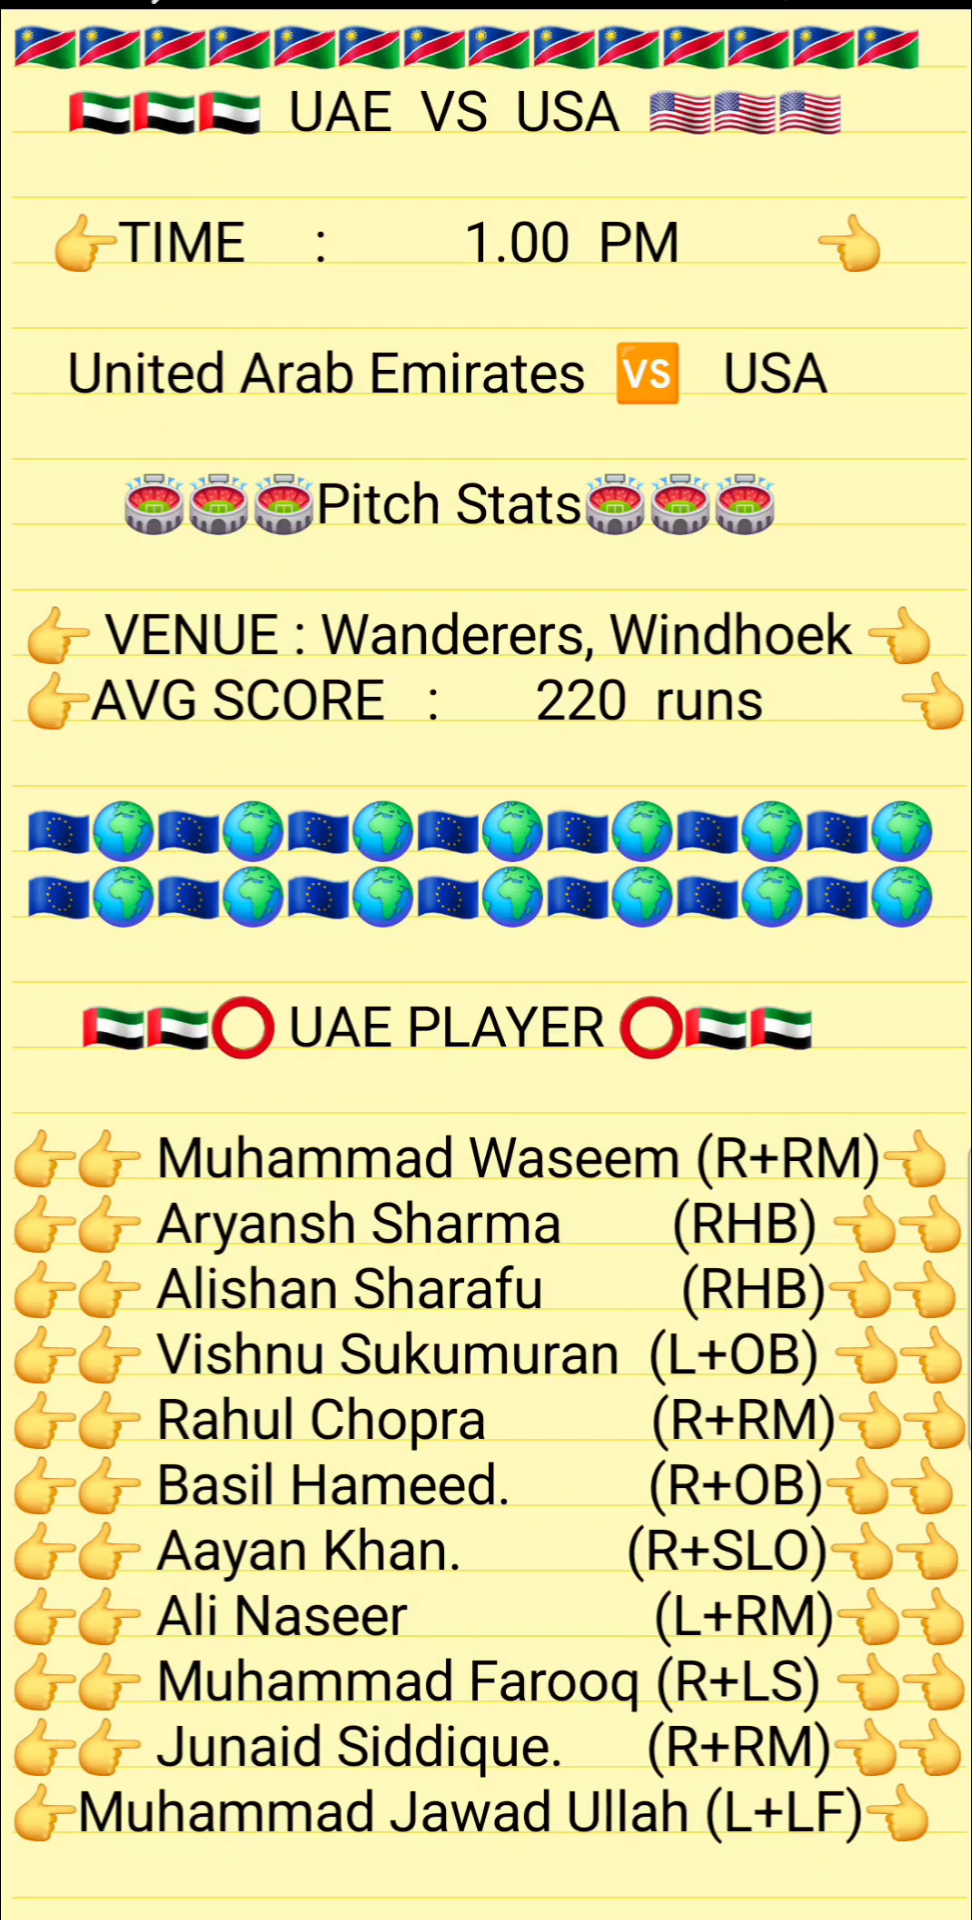 🇳🇦🇳🇦🇳🇦🇳🇦🇳🇦🇳🇦🇳🇦🇳🇦🇳🇦🇳🇦🇳🇦🇳🇦🇳🇦🇳🇦
🇦🇪🇦🇪🇦🇪 UAE VS USA 🇺🇸🇺🇸🇺🇸
👉TIME : 1.00 PM 👈
United Arab Emirates 🆚 USA
🏟️🏟️🏟️Pitch Stats🏟️🏟️🏟️
👉 VENUE : Wanderers, Windhoek 👈
👉AVG SCORE : 220 runs 👈
🇪🇺🌍🇪🇺🌍🇪🇺🌍🇪🇺🌍🇪🇺🌍🇪🇺🌍🇪🇺🌍
🇪🇺🌍🇪🇺🌍🇪🇺🌍🇪🇺🌍🇪🇺🌍🇪🇺🌍🇪🇺🌍
🇦🇪🇦🇪⭕ UAE PLAYER ⭕🇦🇪🇦🇪
👉👉 Muhammad Waseem (R+RM)👈
👉👉 Aryansh Sharma (RHB) 👈👈
👉👉 Alishan Sharafu (RHB)👈👈
👉👉 Vishnu Sukumuran (L+OB) 👈👈
👉👉 Rahul Chopra (R+RM)👈👈
👉👉 Basil Hameed. (R+OB)👈👈
👉👉 Aayan Khan. (R+SLO)👈👈
👉👉 Ali Naseer (L+RM)👈👈
👉👉 Muhammad Farooq (R+LS) 👈👈
👉👉 Junaid Siddique. (R+RM)👈👈
👉Muhammad Jawad Ullah (L+LF)👈